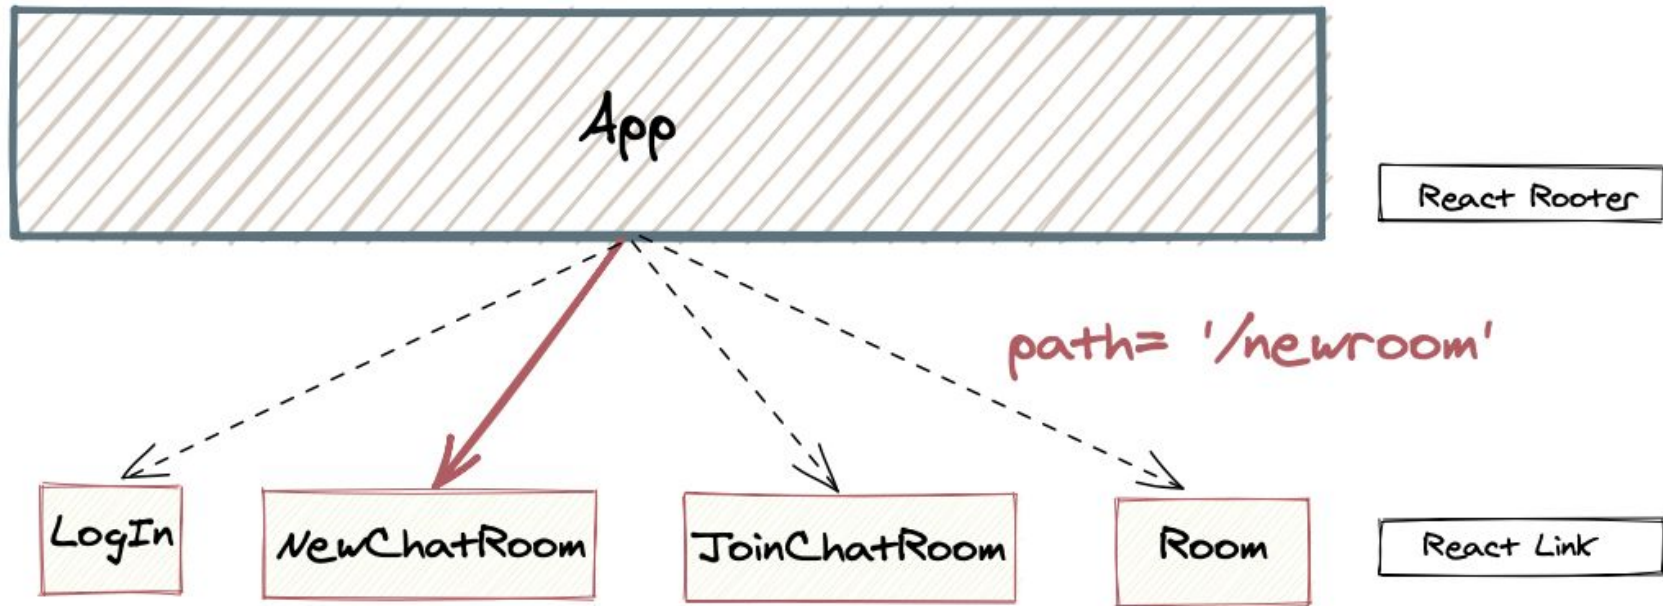 App
React Rooter
path= '/newroom'
LogIn
NewChatRoom
JoinChatRoom
Room
React Link